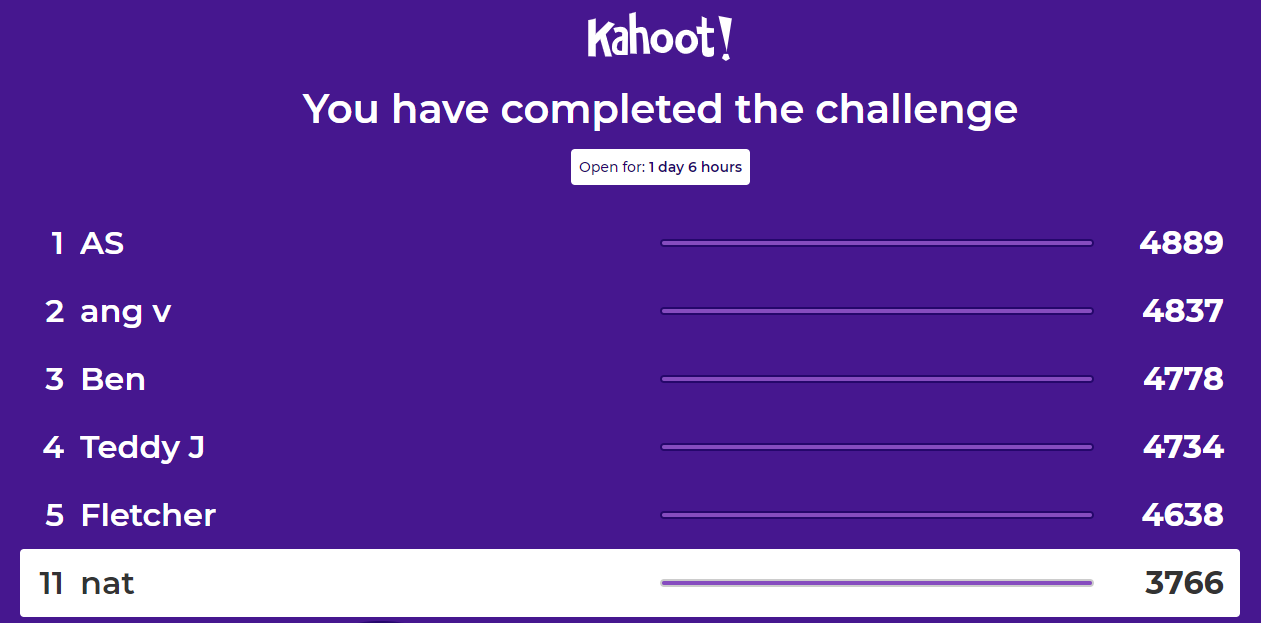 Kahoot!
You have completed the challenge
Open for: 1 day 6 hours
1 AS 4889
2 ang v 4837
3 Ben 4778
4 Teddy J 4734
5 Fletcher 4638
11 nat 3766